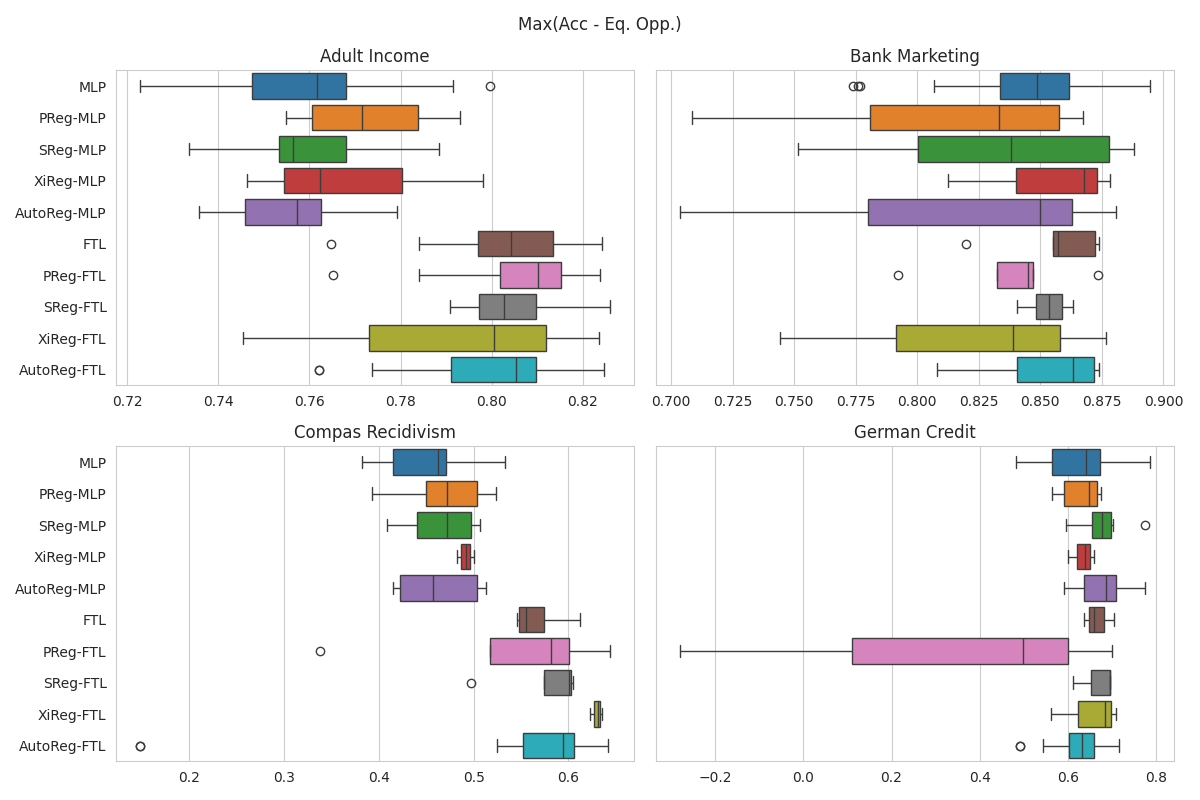 Max(Acc - Eq. Opp.)
Adult Income
MLP
PReg-MLP
SReg-MLP
XiReg-MLP
AutoReg-MLP
FTL
PReg-FTL
SReg-FTL
XiReg-FTL
AutoReg-FTL
0.72 0.74 0.76 0.78 0.80 0.82
Bank Marketing
0.700 0.725 0.750 0.775 0.800 0.825 0.850 0.875 0.900
Compas Recidivism
MLP
PReg-MLP
SReg-MLP
XiReg-MLP
AutoReg-MLP
FTL
PReg-FTL
SReg-FTL
XiReg-FTL
AutoReg-FTL
0.2 0.3 0.4 0.5 0.6
German Credit
−0.2 0.0 0.2 0.4 0.6 0.8